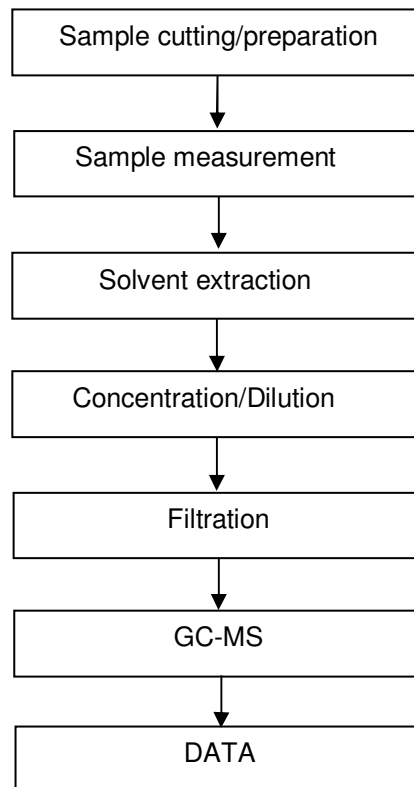 Sample cutting/preparation
Sample measurement
Solvent extraction
Concentration/Dilution
Filtration
GC-MS
DATA